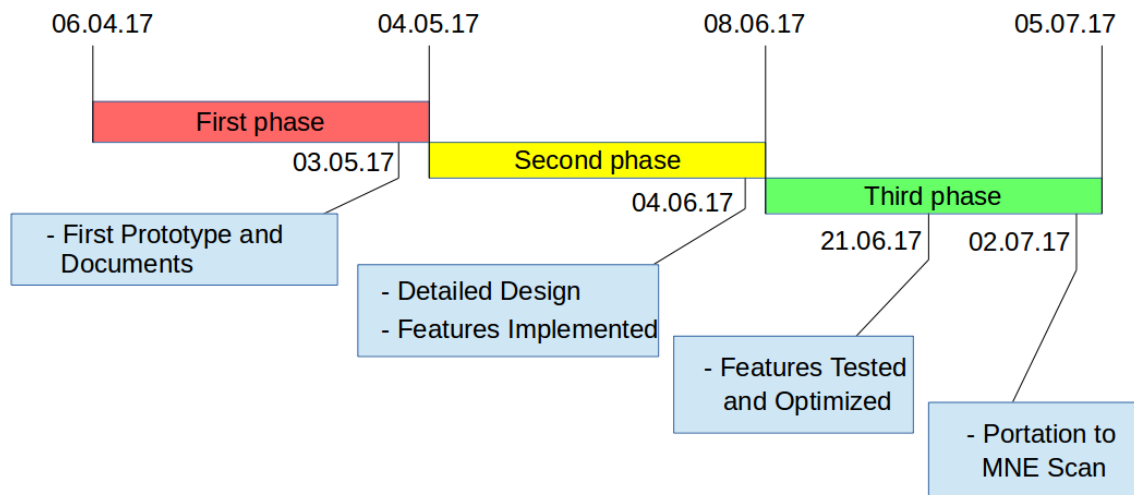 06.04.17
04.05.17
08.06.17
05.07.17
First phase
03.05.17
Second phase
04.06.17
Third phase
21.06.17
02.07.17
- First Prototype and
Documents
- Detailed Design
- Features Implemented
- Features Tested
and Optimized
- Portation to
MNE Scan